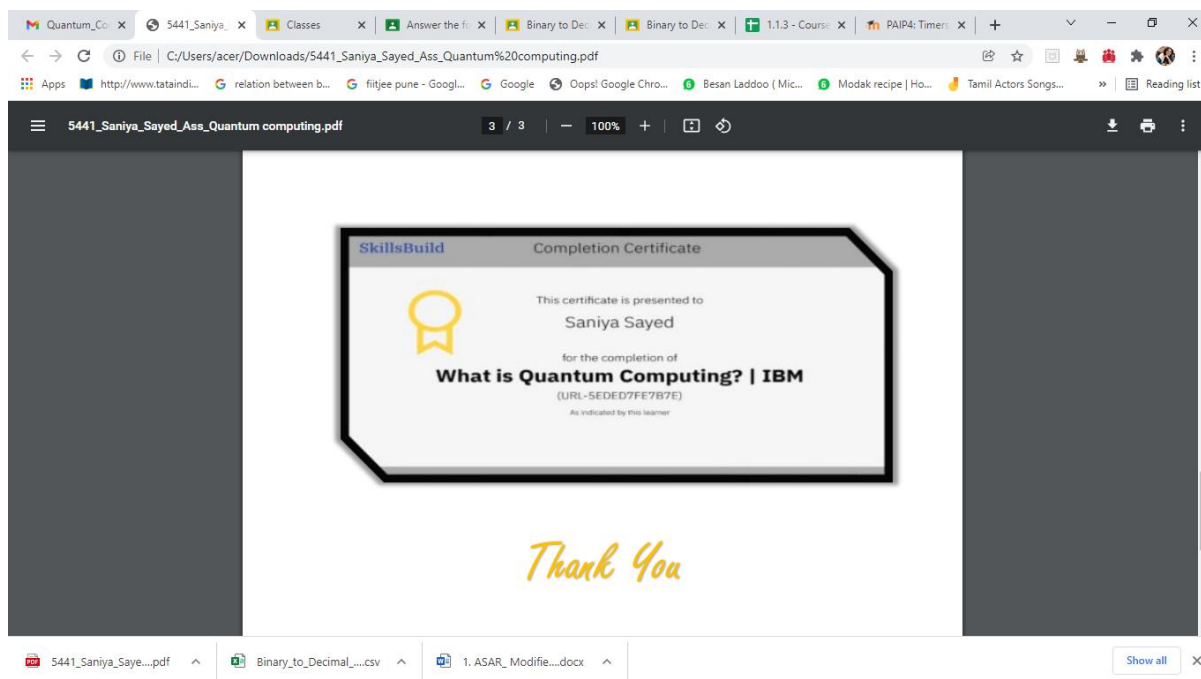 Quantum_Co
5441_Saniya_
Classes
Answer the fo
Binary to Dec
Binary to Dec
1.1.3 - Course
PAIP4: Timers
File | C:/Users/acer/Downloads/5441_Saniya_Sayed_Ass_Quantum%20computing.pdf
Apps
http://www.tataindi...
relation between b...
fiitjee pune - Googl...
Google
Oops! Google Chro...
Besan Laddoo ( Mic...
Modak recipe | Ho...
Tamil Actors Songs...
»
Reading list
5441_Saniya_Sayed_Ass_Quantum computing.pdf
3 / 3
100%
SkillsBuild
Completion Certificate
This certificate is presented to
Saniya Sayed
for the completion of
What is Quantum Computing? | IBM
(URL-5EDED7FE7B7E)
As indicated by this learner
Thank You
5441_Saniya_Saye....pdf
Binary_to_Decimal_....csv
1. ASAR_ Modifie....docx
Show all